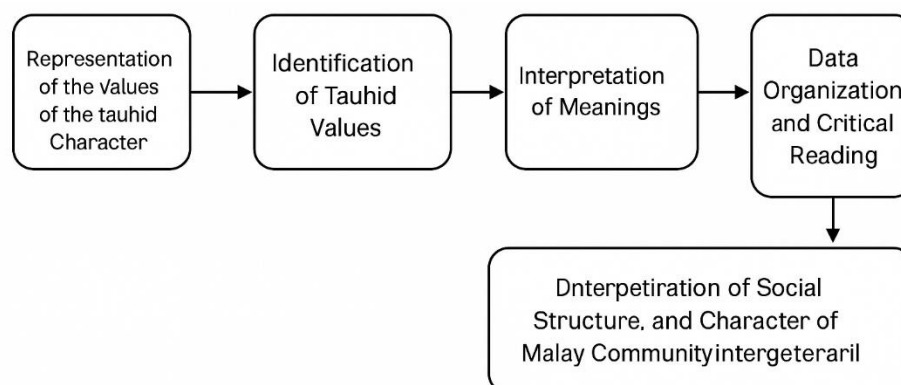 Representation
of the Values
of the tauhid
Character
Identification
of Tauhid
Values
Interpretation
of Meanings
Data
Organization
and Critical
Reading
Dnterpetiration of Social
Structure, and Character of
Malay Communityintergeteraril